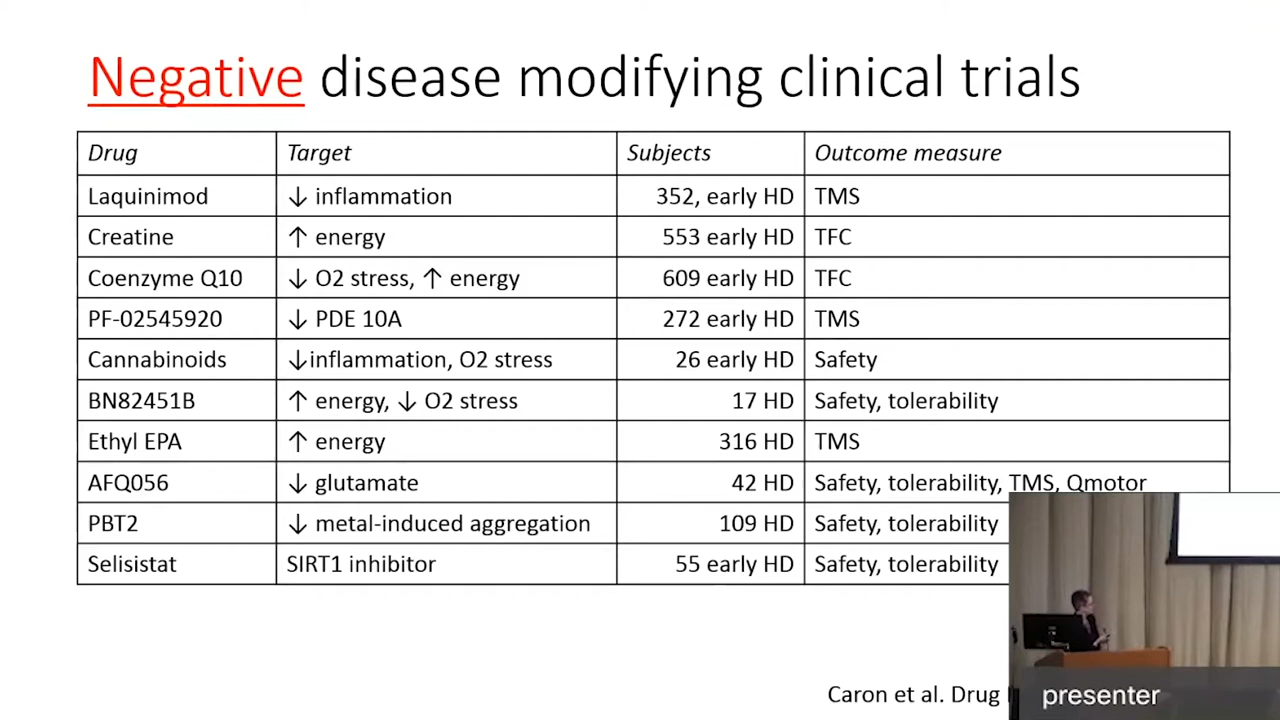 Negative disease modifying clinical trials
Drug Target Subjects Outcome measure
Laquinimod ↓ inflammation 352, early HD TMS
Creatine ↑ energy 553 early HD TFC
Coenzyme Q10 ↓ O2 stress, ↑ energy 609 early HD TFC
PF-02545920 ↓ PDE 10A 272 early HD TMS
Cannabinoids ↓inflammation, O2 stress 26 early HD Safety
BN82451B ↑ energy, ↓ O2 stress 17 HD Safety, tolerability
Ethyl EPA ↑ energy 316 HD TMS
AFQ056 ↓ glutamate 42 HD Safety, tolerability, TMS, Qmotor
PBT2 ↓ metal-induced aggregation 109 HD Safety, tolerability
Selisistat SIRT1 inhibitor 55 early HD Safety, tolerability
Caron et al. Drug
presenter